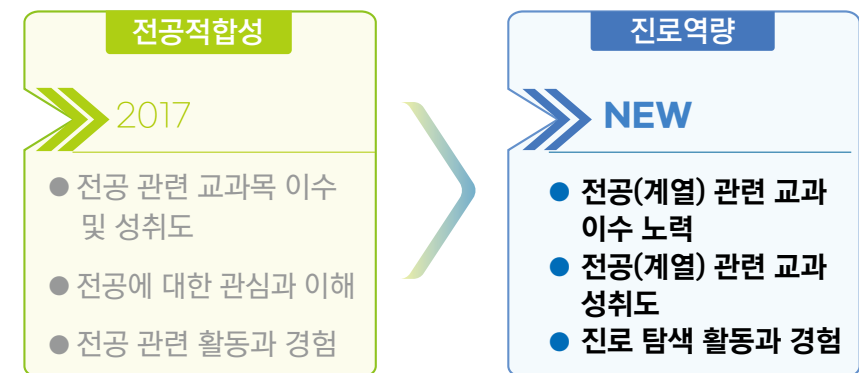 전공적합성
2017
● 전공 관련 교과목 이수
및 성취도
● 전공에 대한 관심과 이해
● 전공 관련 활동과 경험
진로역량
NEW
● 전공(계열) 관련 교과
이수 노력
● 전공(계열) 관련 교과
성취도
● 진로 탐색 활동과 경험